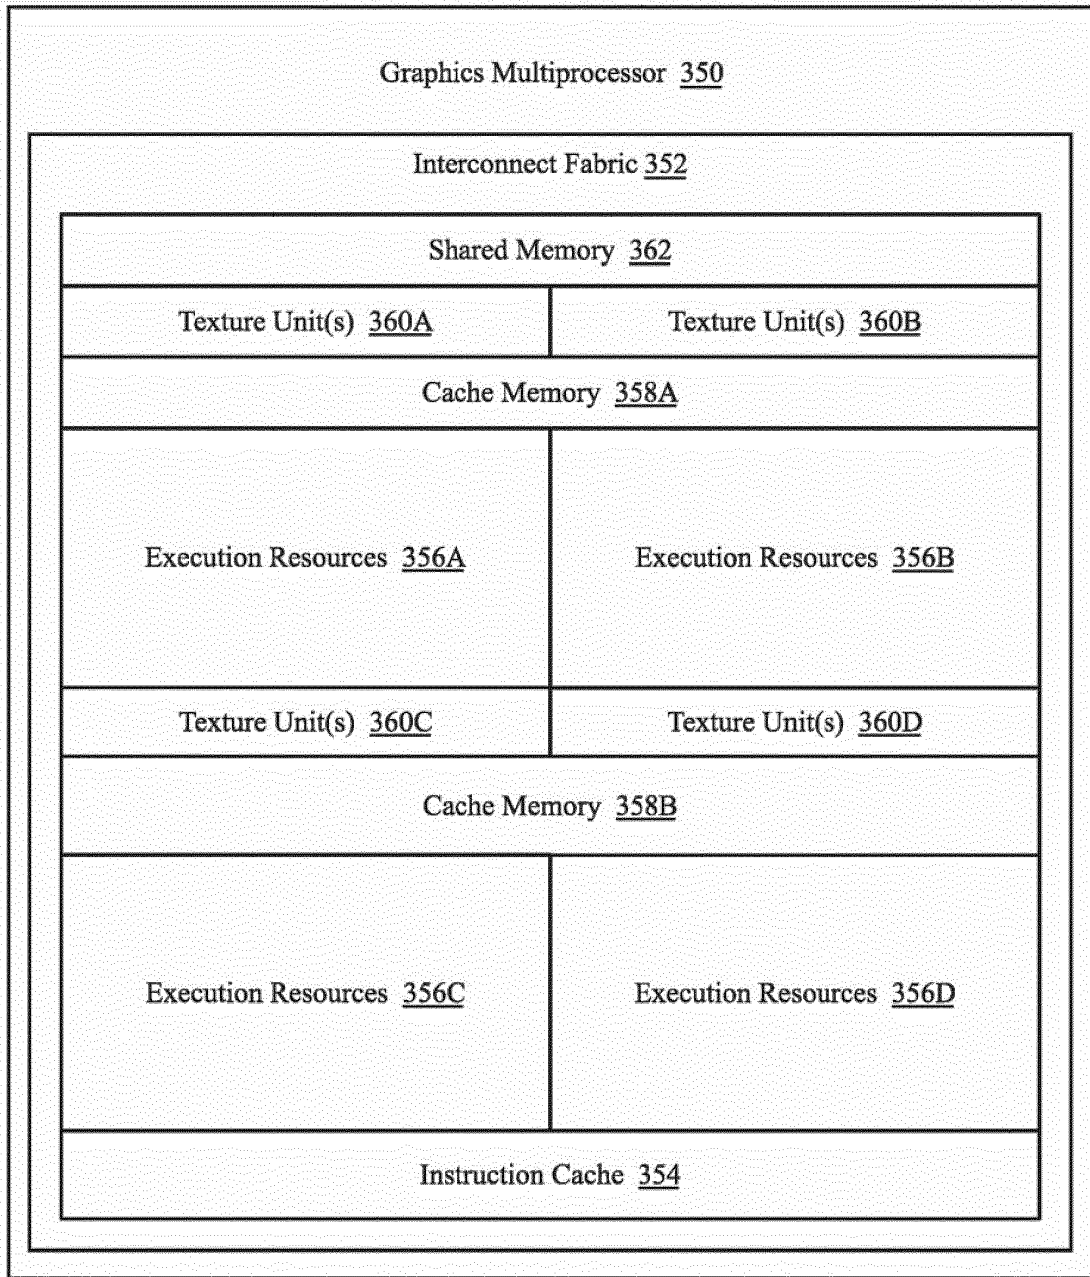 Graphics Multiprocessor 350
Interconnect Fabric 352
Shared Memory 362
Texture Unit(s) 360A
Texture Unit(s) 360B
Cache Memory 358A
Execution Resources 356A
Execution Resources 356B
Texture Unit(s) 360C
Texture Unit(s) 360D
Cache Memory 358B
Execution Resources 356C
Execution Resources 356D
Instruction Cache 354